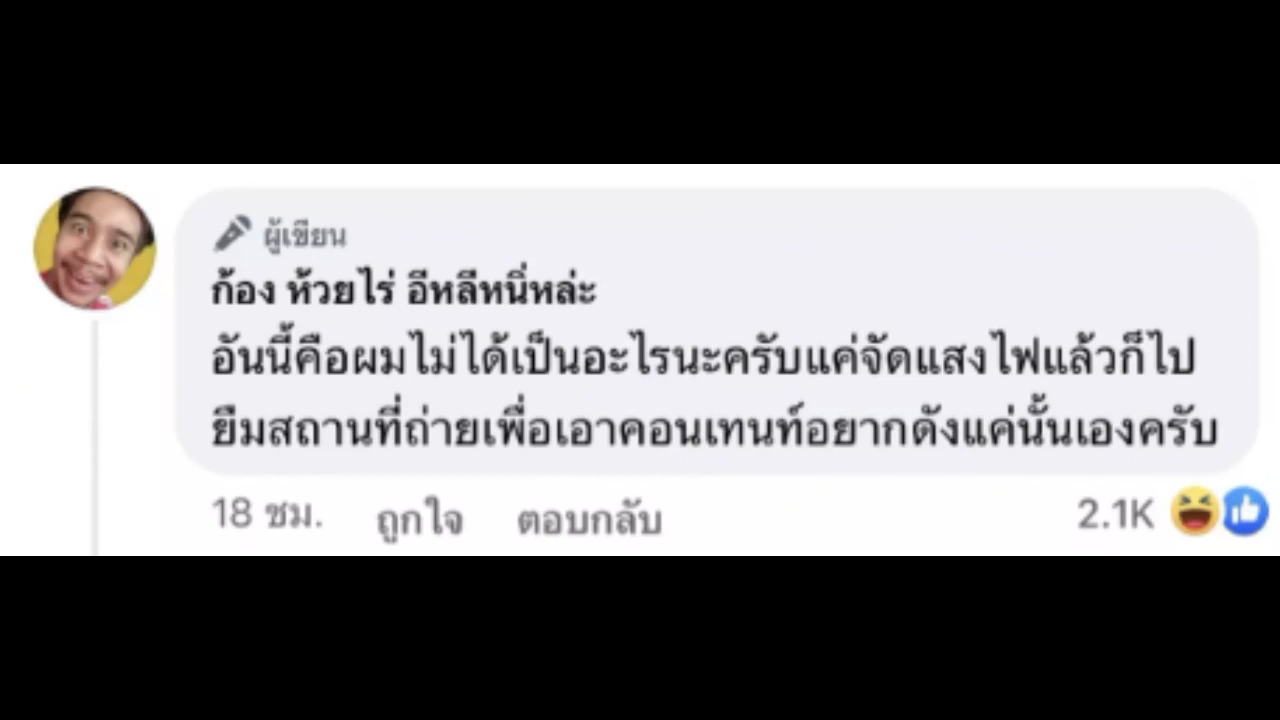 ผู้เขียน
ก้อง ห้วยไร่ อีหลีหนิ่หล่ะ
อันนี้คือผมไม่ได้เป็นอะไรนะครับแค่จัดแสงไฟแล้วก็ไป
ยืมสถานที่ถ่ายเพื่อเอาคอนเทนท์อยากดังแค่นั้นเองครับ
18 ชม. ถูกใจ ตอบกลับ 2.1K